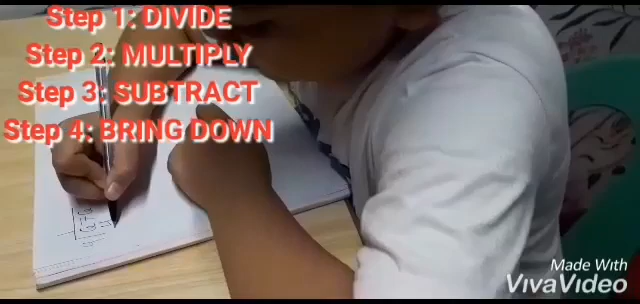 Step 1: DIVIDE
Step 2: MULTIPLY
Step 3: SUBTRACT
Step 4: BRING DOWN
Made With
VivaVideo